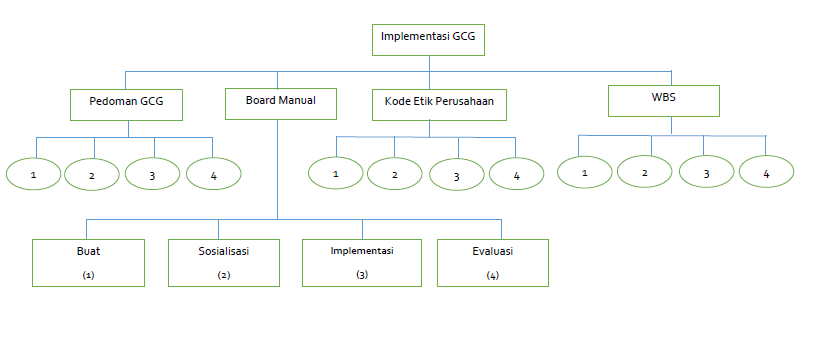 Implementasi GCG
Pedoman GCG
Board Manual
Kode Etik Perusahaan
WBS
1
2
3
4
1
2
3
4
1
2
3
4
Buat
(1)
Sosialisasi
(2)
Implementasi
(3)
Evaluasi
(4)